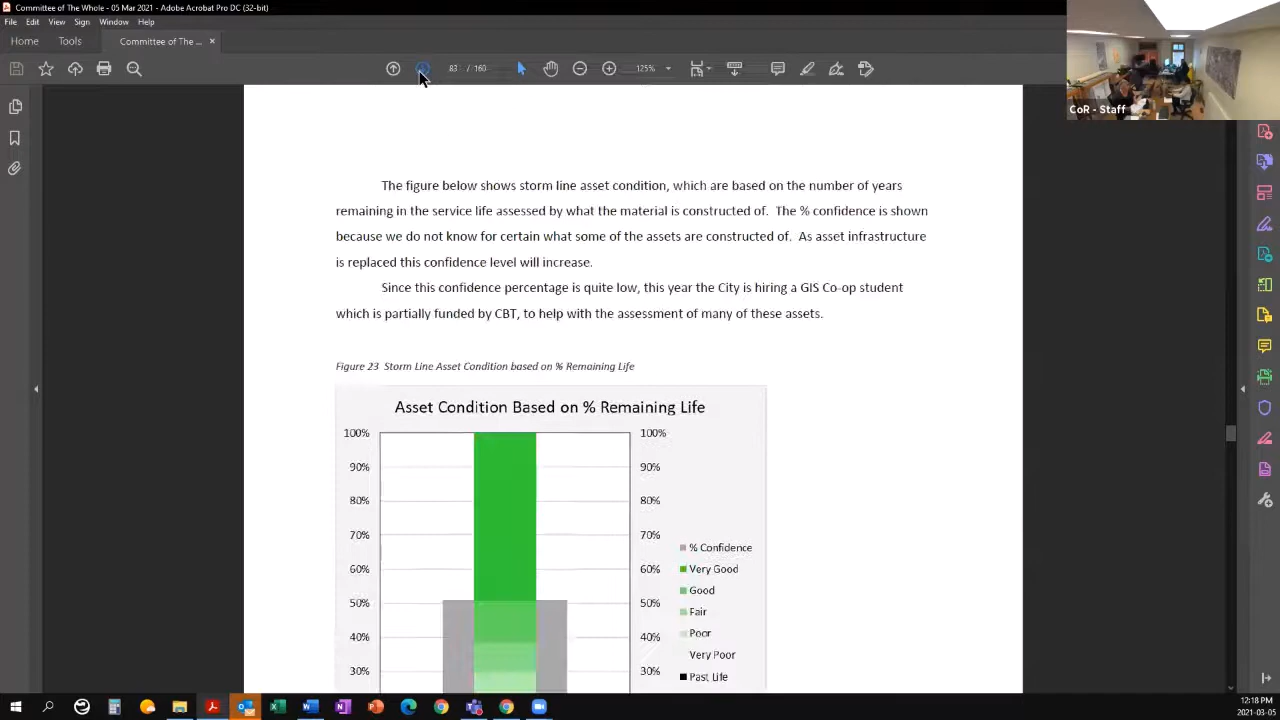 Committee of The Whole - 05 Mar 2021 - Adobe Acrobat Pro DC (32-bit)
File Edit View Sign Window Help
Home Tools Committee of The ... ×
83 / 160 125%
CoR - Staff
The figure below shows storm line asset condition, which are based on the number of years
remaining in the service life assessed by what the material is constructed of. The % confidence is shown
because we do not know for certain what some of the assets are constructed of. As asset infrastructure
is replaced this confidence level will increase.
Since this confidence percentage is quite low, this year the City is hiring a GIS Co-op student
which is partially funded by CBT, to help with the assessment of many of these assets.
Figure 23 Storm Line Asset Condition based on % Remaining Life
Asset Condition Based on % Remaining Life
100% 100%
90% 90%
80% 80%
70% 70%
60% 60%
50% 50%
40% 40%
30% 30%
% Confidence
Very Good
Good
Fair
Poor
Very Poor
Past Life
12:18 PM
2021-03-05